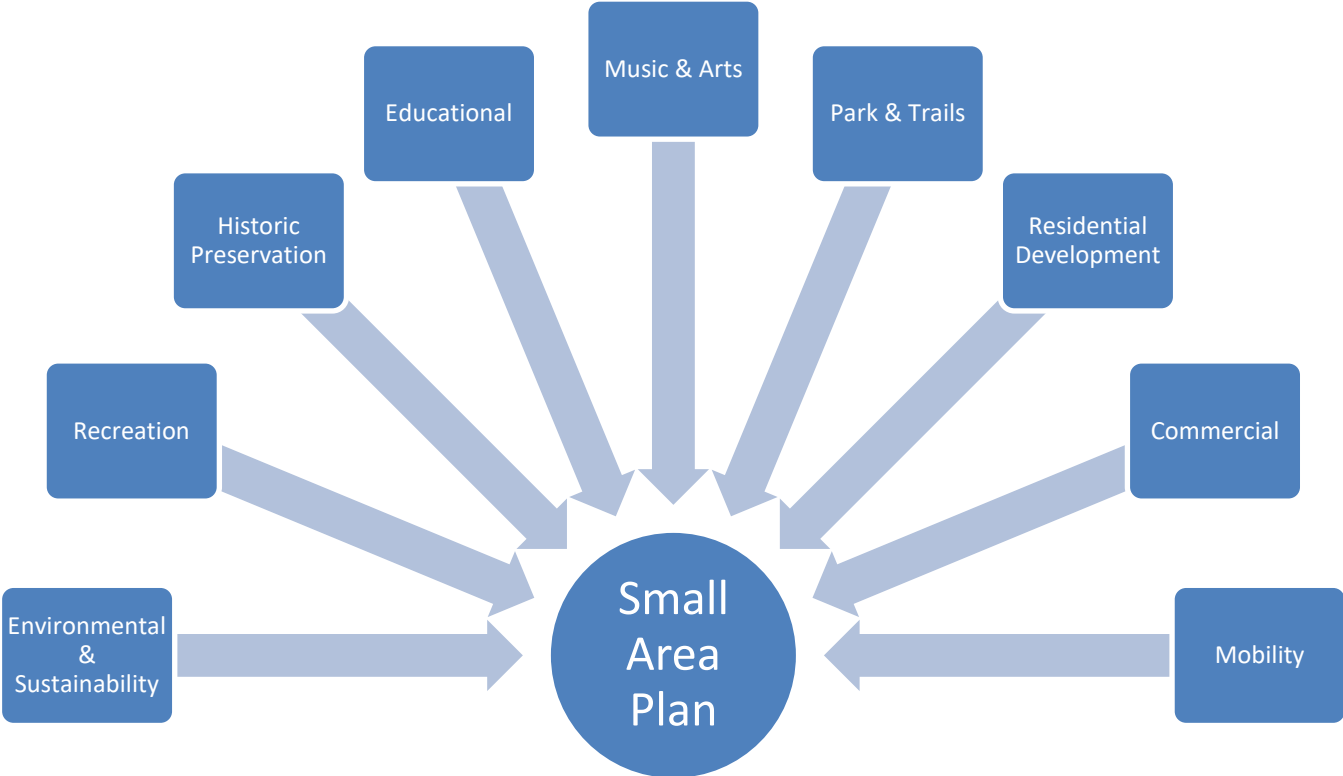 Music & Arts
Educational
Park & Trails
Historic
Preservation
Residential
Development
Recreation
Commercial
Environmental
&
Sustainability
Small
Area
Plan
Mobility